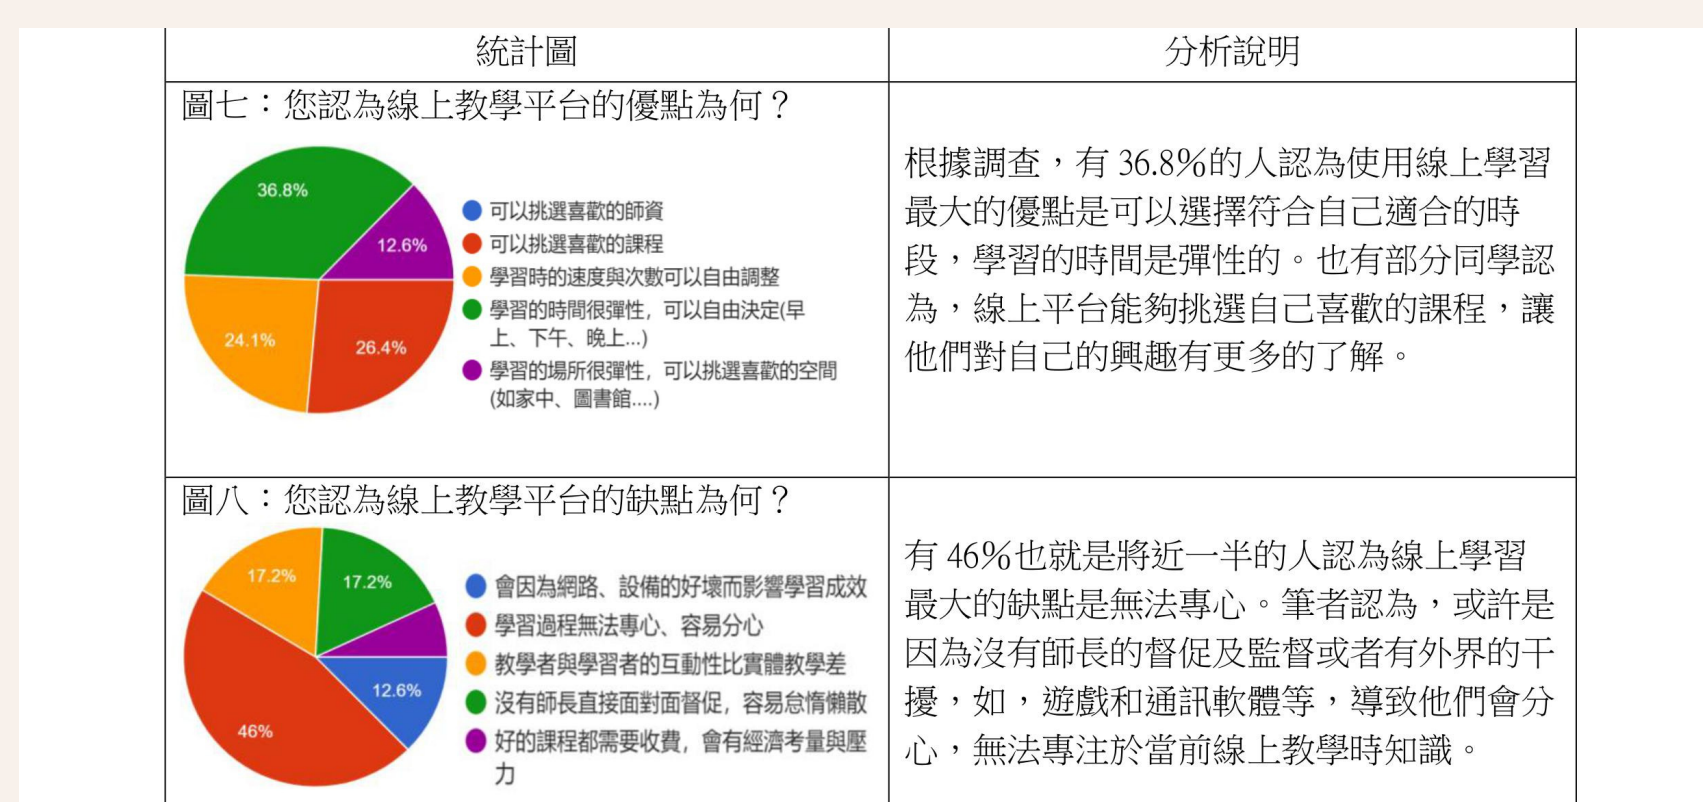 統計圖
分析說明
圖七：您認為線上教學平台的優點為何？
36.8%
12.6%
24.1%
26.4%
可以挑選喜歡的師資
可以挑選喜歡的課程
學習時的速度與次數可以自由調整
學習的時間很彈性，可以自由決定(早
上、下午、晚上...)
學習的場所很彈性，可以挑選喜歡的空間
(如家中、圖書館....)
根據調查，有 36.8%的人認為使用線上學習
最大的優點是可以選擇符合自己適合的時
段，學習的時間是彈性的。也有部分同學認
為，線上平台能夠挑選自己喜歡的課程，讓
他們對自己的興趣有更多的了解。
圖八：您認為線上教學平台的缺點為何？
17.2%
17.2%
12.6%
46%
會因為網路、設備的好壞而影響學習成效
學習過程無法專心、容易分心
教學者與學習者的互動性比實體教學差
沒有師長直接面對面督促，容易怠惰懶散
好的課程都需要收費，會有經濟考量與壓
力
有 46%也就是將近一半的人認為線上學習
最大的缺點是無法專心。筆者認為，或許是
因為沒有師長的督促及監督或者有外界的干
擾，如，遊戲和通訊軟體等，導致他們會分
心，無法專注於當前線上教學時知識。